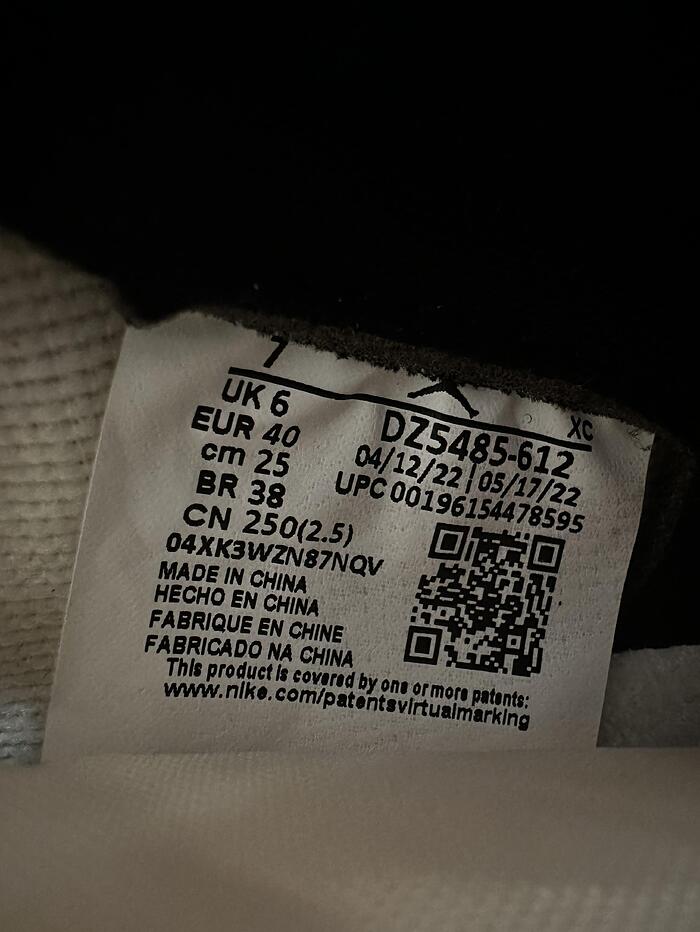 7
UK 6
EUR 40
cm 25
BR 38
CN 250(2.5)
04XK3WZN87NQV
MADE IN CHINA
HECHO EN CHINA
FABRIQUE EN CHINE
FABRICADO NA CHINA
XC
DZ5485-612
04/12/22 | 05/17/22
UPC 00196154478595
This product is covered by one or more patents:
www.nike.com/patentsvirtualmarking